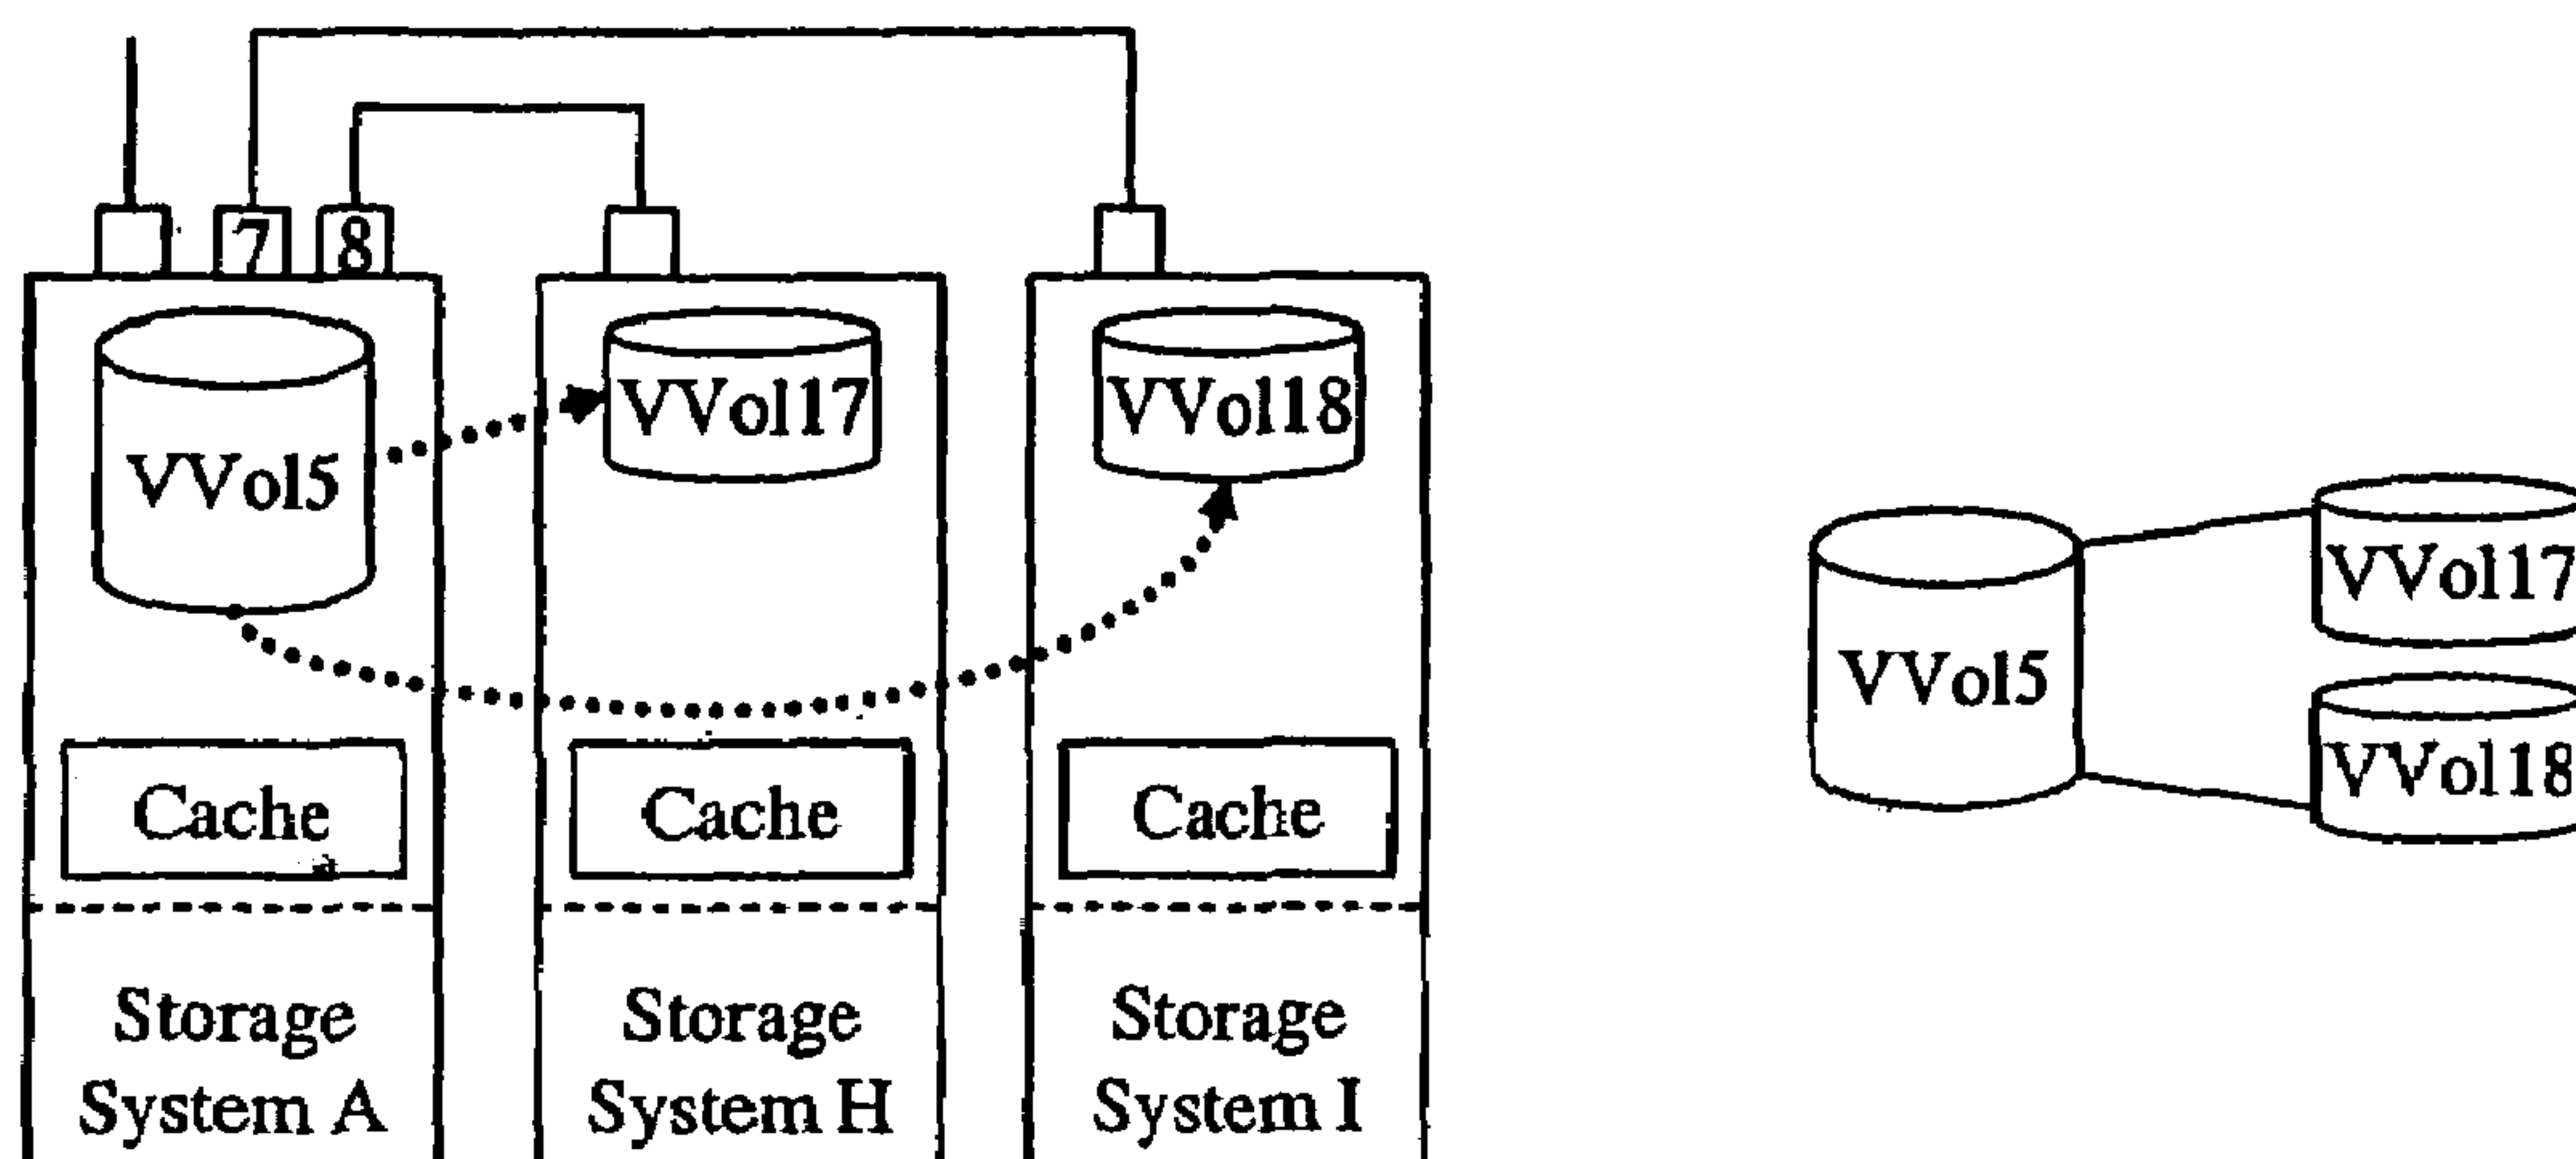 7
8
VVol5
VVol17
VVol18
Cache
Cache
Cache
Storage
System A
Storage
System H
Storage
System I
VVol5
VVol17
VVol18